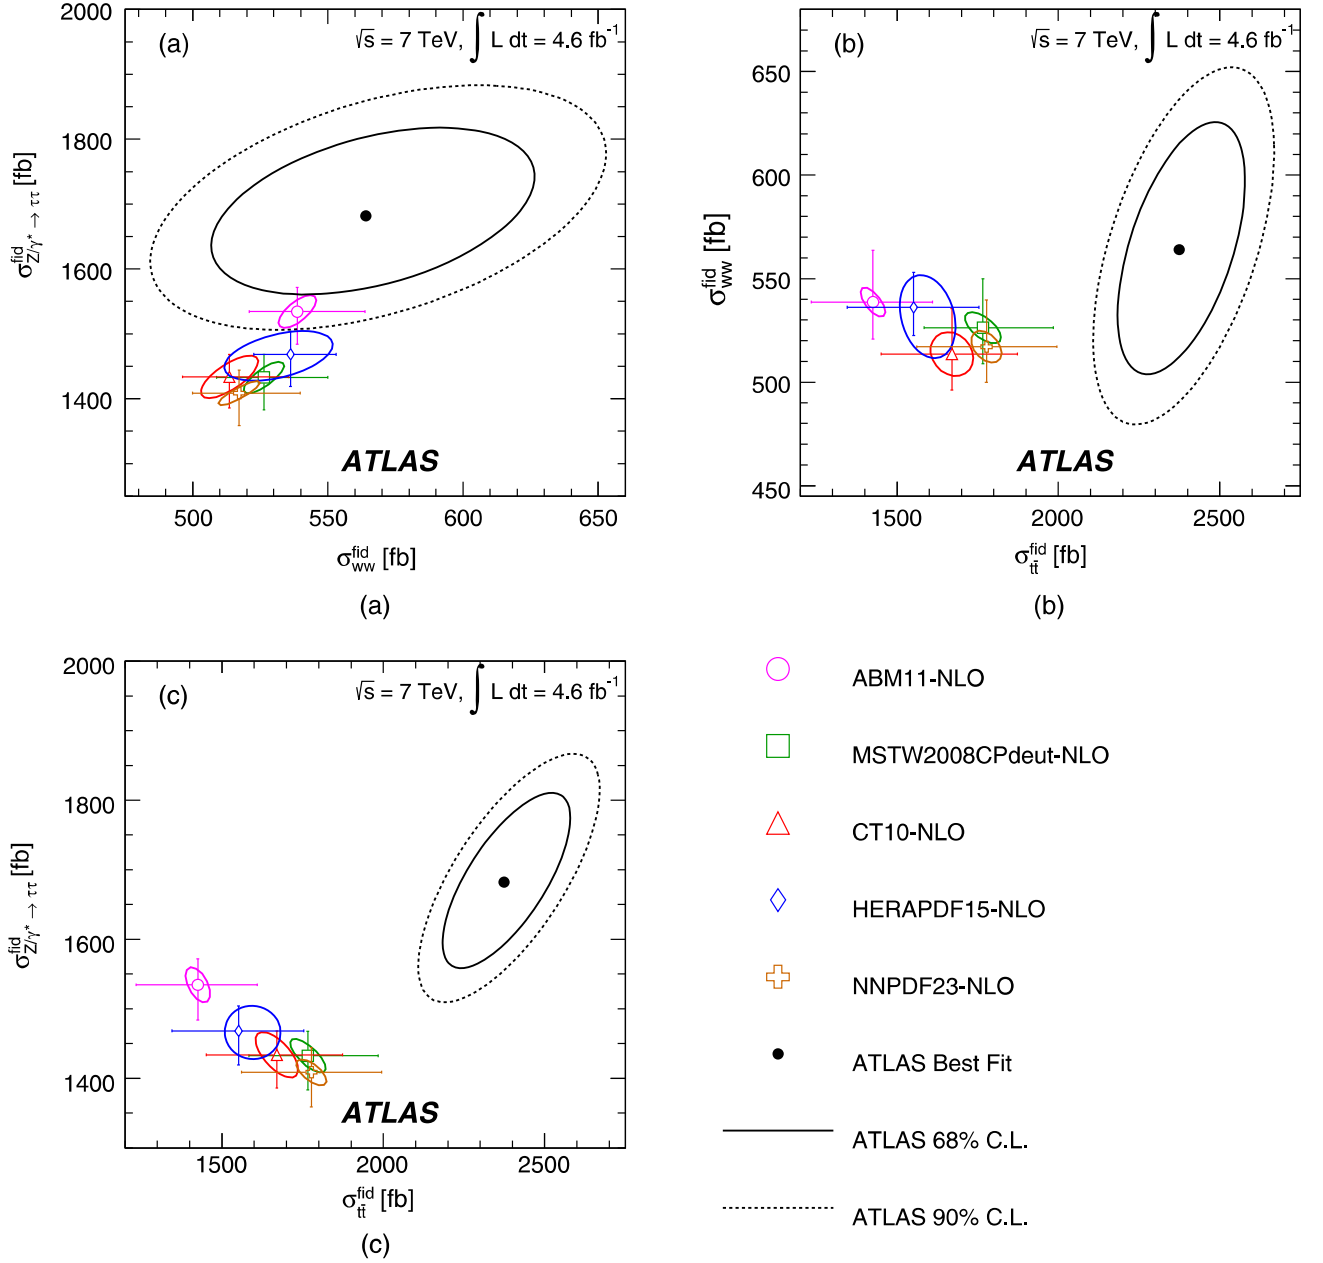 (a)
√s = 7 TeV, ∫ L dt = 4.6 fb⁻¹
2000
1800
1600
1400
σ^fid_Z/γ* → ττ [fb]
ATLAS
500
550
600
650
σ^fid_ww [fb]
(a)
(b)
√s = 7 TeV, ∫ L dt = 4.6 fb⁻¹
650
600
550
500
450
σ^fid_ww [fb]
ATLAS
1500
2000
2500
σ^fid_tt̄ [fb]
(b)
(c)
√s = 7 TeV, ∫ L dt = 4.6 fb⁻¹
2000
1800
1600
1400
σ^fid_Z/γ* → ττ [fb]
ATLAS
1500
2000
2500
σ^fid_tt̄ [fb]
(c)
ABM11-NLO
MSTW2008CPdeut-NLO
CT10-NLO
HERAPDF15-NLO
NNPDF23-NLO
ATLAS Best Fit
ATLAS 68% C.L.
ATLAS 90% C.L.